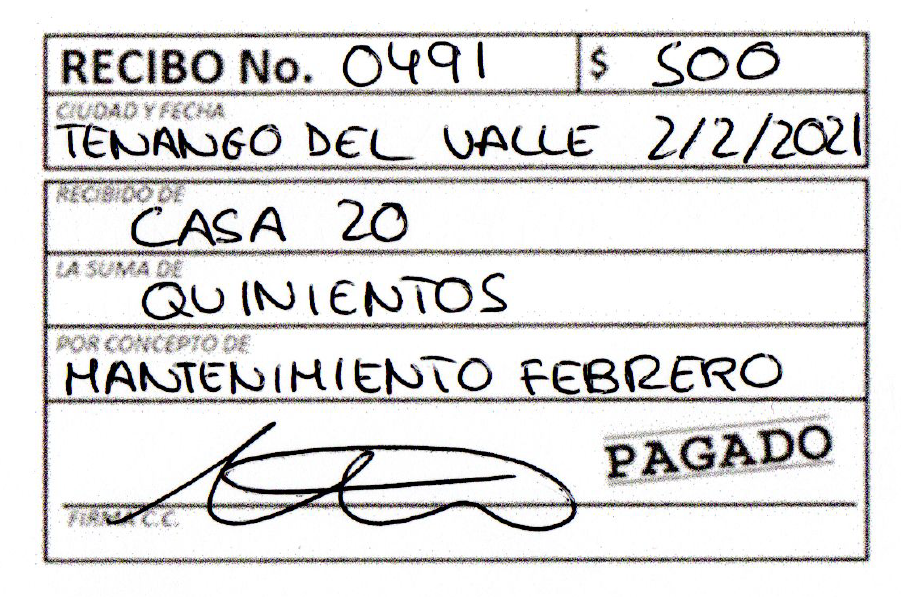 RECIBO No. 0491 $ 500
CIUDAD Y FECHA
TENANGO DEL VALLE 2/2/2021
RECIBIDO DE
CASA 20
LA SUMA DE
QUINIENTOS
POR CONCEPTO DE
MANTENIMIENTO FEBRERO
PAGADO
FIRMA C.C.